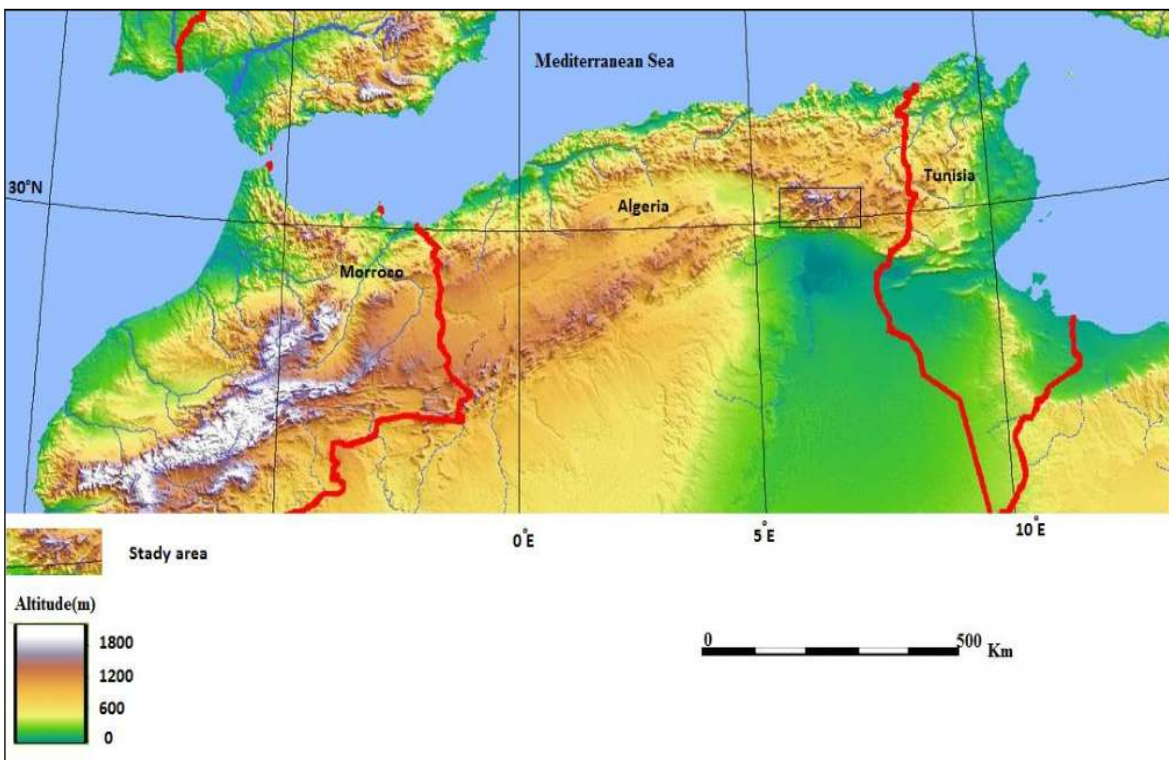 Mediterranean Sea
30°N
Tunisia
Algeria
Morroco
0°E
5°E
10°E
Stady area
Altitude(m)
1800
1200
600
0
0
500
Km